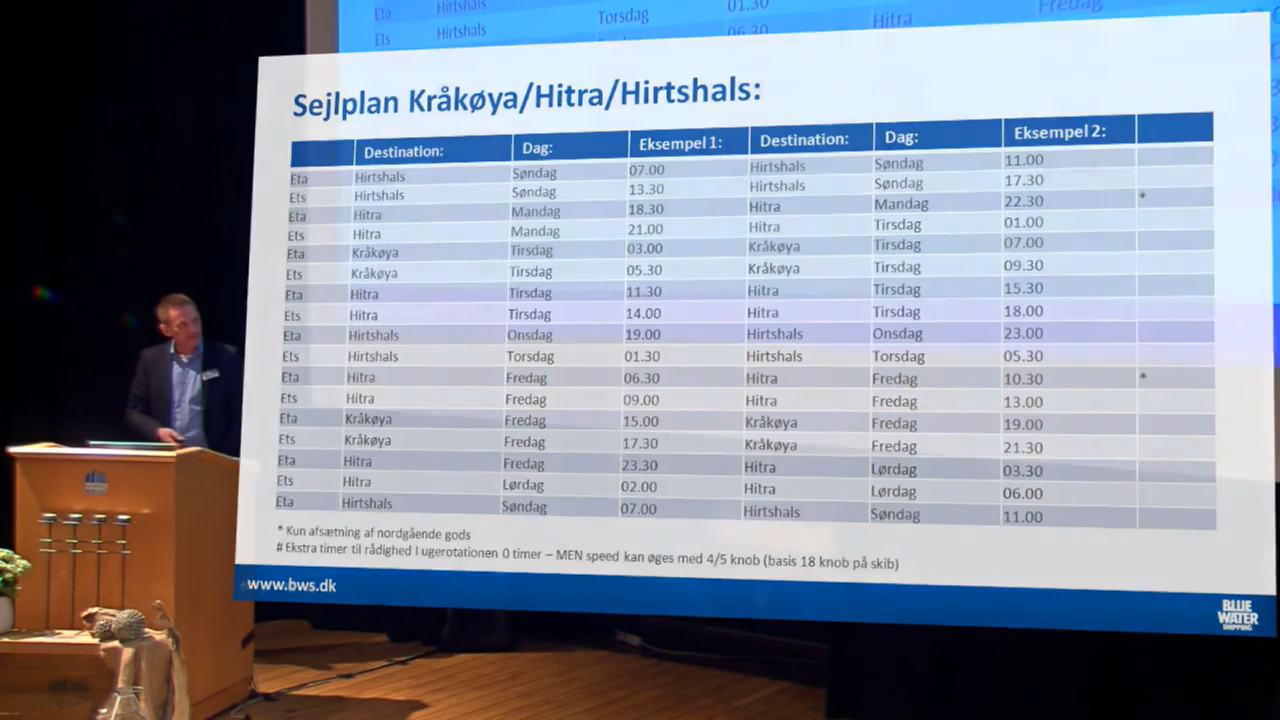 Eta Hirtshals Torsdag 01.30 Hitra Fredag
Ets Hirtshals 06.30
Sejlplan Kråkøya/Hitra/Hirtshals:
Destination: Dag: Eksempel 1: Destination: Dag: Eksempel 2:
Eta Hirtshals Søndag 07.00 Hirtshals Søndag 11.00
Ets Hirtshals Søndag 13.30 Hirtshals Søndag 17.30
Eta Hitra Mandag 18.30 Hitra Mandag 22.30 *
Ets Hitra Mandag 21.00 Hitra Tirsdag 01.00
Eta Kråkøya Tirsdag 03.00 Kråkøya Tirsdag 07.00
Ets Kråkøya Tirsdag 05.30 Kråkøya Tirsdag 09.30
Eta Hitra Tirsdag 11.30 Hitra Tirsdag 15.30
Ets Hitra Tirsdag 14.00 Hitra Tirsdag 18.00
Eta Hirtshals Onsdag 19.00 Hirtshals Onsdag 23.00
Ets Hirtshals Torsdag 01.30 Hirtshals Torsdag 05.30
Eta Hitra Fredag 06.30 Hitra Fredag 10.30 *
Ets Hitra Fredag 09.00 Hitra Fredag 13.00
Eta Kråkøya Fredag 15.00 Kråkøya Fredag 19.00
Ets Kråkøya Fredag 17.30 Kråkøya Fredag 21.30
Eta Hitra Fredag 23.30 Hitra Lørdag 03.30
Ets Hitra Lørdag 02.00 Hitra Lørdag 06.00
Eta Hirtshals Søndag 07.00 Hirtshals Søndag 11.00
* Kun afsætning af nordgående gods
# Ekstra timer til rådighed I ugerotationen 0 timer – MEN speed kan øges med 4/5 knob (basis 18 knob på skib)
www.bws.dk
BLUE
WATER
SHIPPING